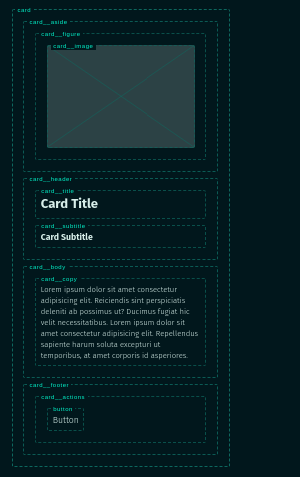 card
card__aside
card__figure
card__image
card__header
card__title
Card Title
card__subtitle
Card Subtitle
card__body
card__copy
Lorem ipsum dolor sit amet consectetur
adipisicing elit. Reiciendis sint perspiciatis
deleniti ab possimus ut? Ducimus fugiat hic
velit necessitatibus. Lorem ipsum dolor sit
amet consectetur adipisicing elit. Repellendus
sapiente harum soluta excepturi ut
temporibus, at amet corporis id asperiores.
card__footer
card__actions
button
Button